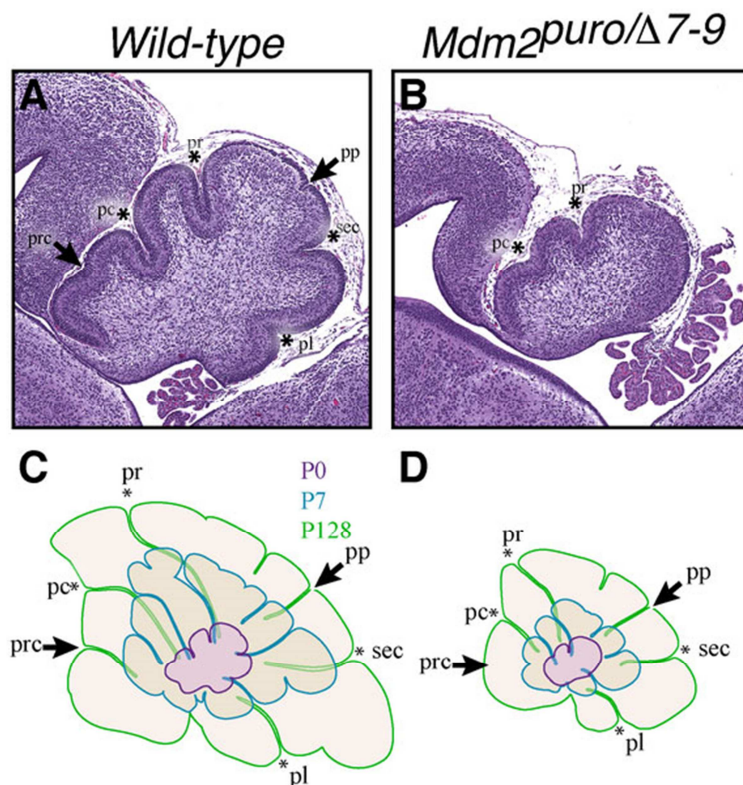 Wild-type
Mdm2puro/Δ7-9
A
pr
*
pp
pc *
* sec
prc
* pl
B
pr
*
pc *
C
pr
*
P0
P7
P128
pp
pc*
prc
* sec
*pl
D
pr
*
pp
pc*
prc
* sec
*pl